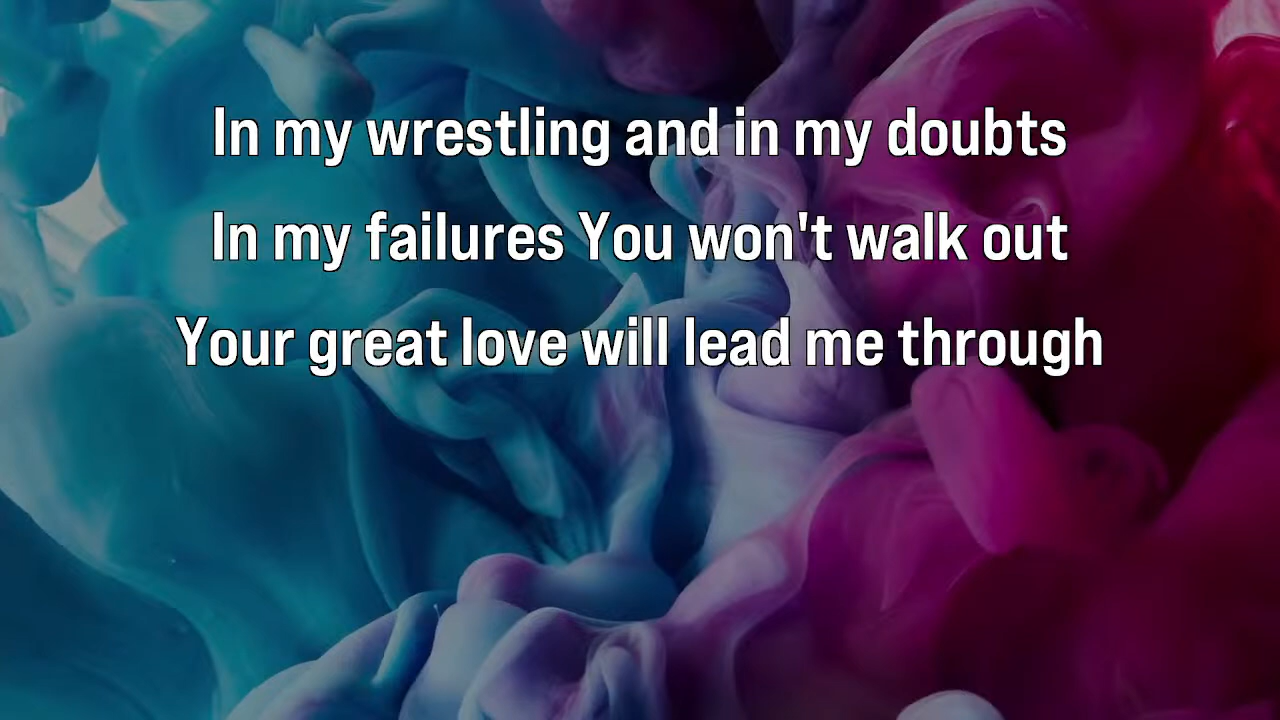 In my wrestling and in my doubts
In my failures You won't walk out
Your great love will lead me through